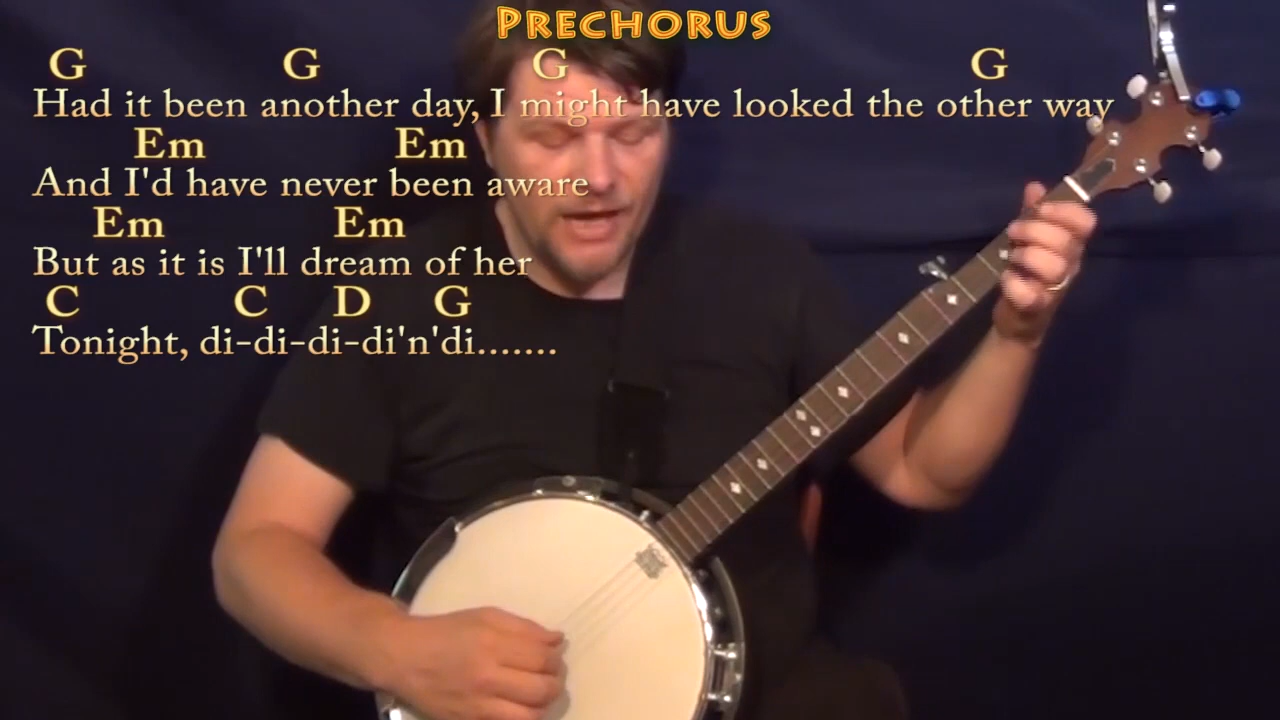 PRECHORUS
G G G G
Had it been another day, I might have looked the other way
Em Em
And I'd have never been aware
Em Em
But as it is I'll dream of her
C C D G
Tonight, di-di-di-di'n'di.......